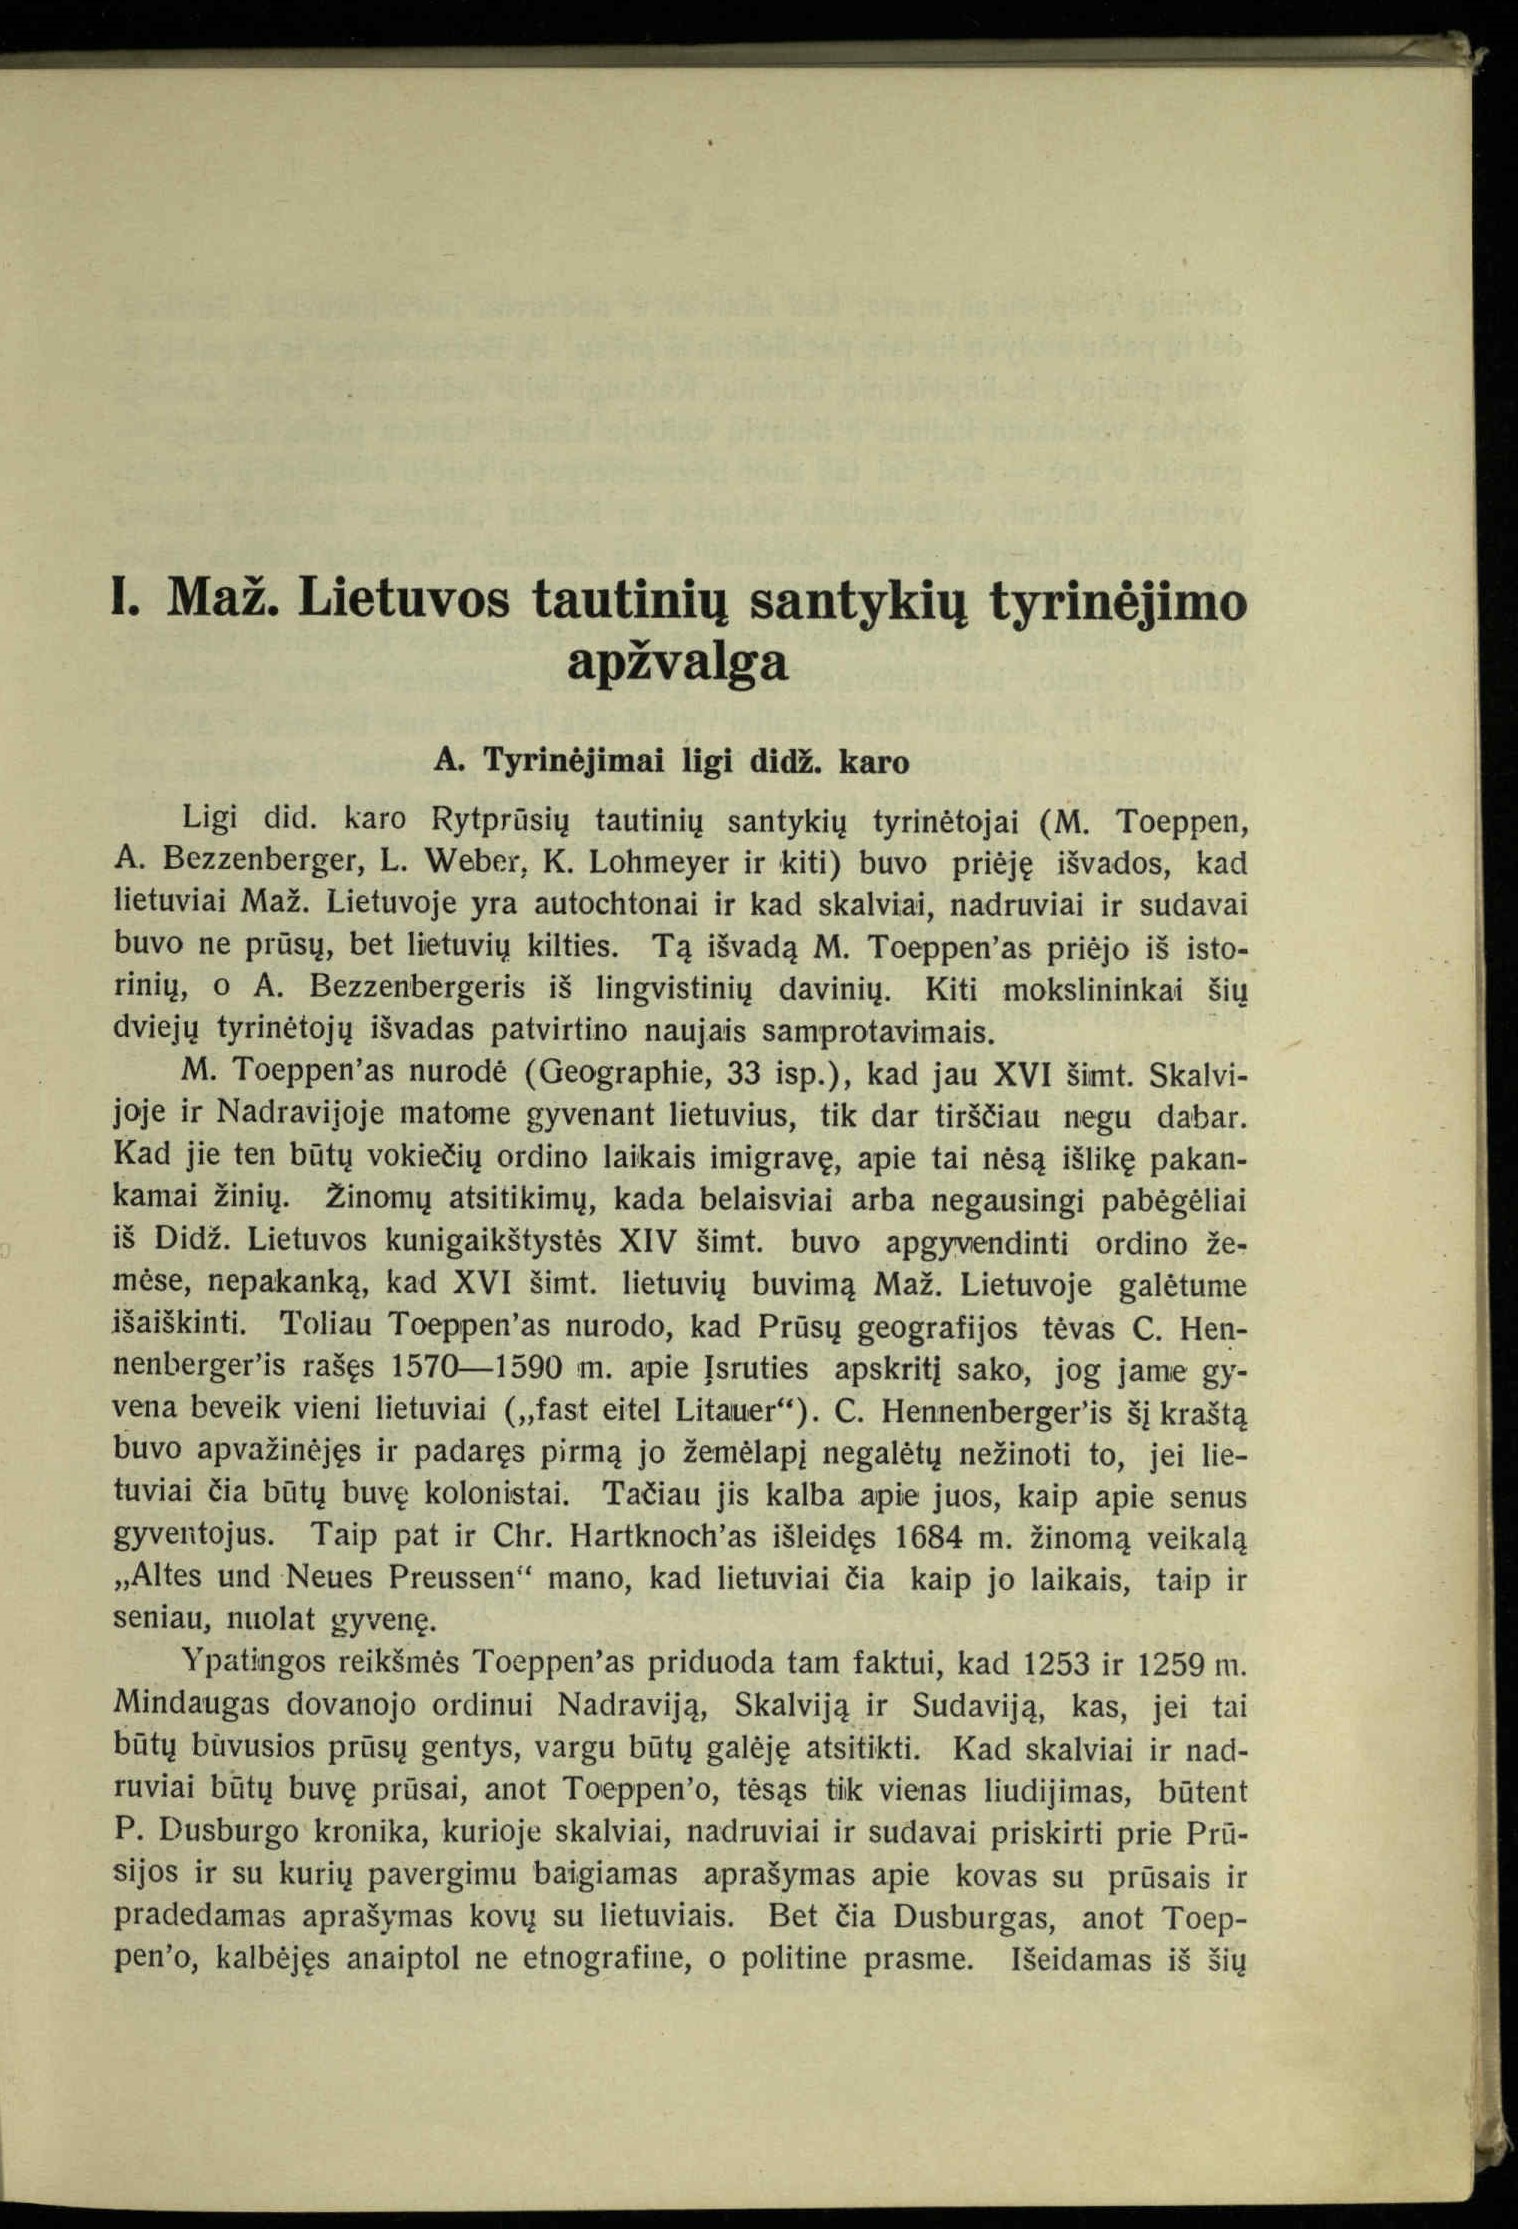 I. Maž. Lietuvos tautinių santykių tyrinėjimo
apžvalga
A. Tyrinėjimai ligi didž. karo
Ligi did. karo Rytprūsių tautinių santykių tyrinėtojai (M. Toeppen,
A. Bezzenberger, L. Weber, K. Lohmeyer ir kiti) buvo priėję išvados, kad
lietuviai Maž. Lietuvoje yra autochtonai ir kad skalviai, nadruviai ir sudavai
buvo ne prūsų, bet lietuvių kilties. Tą išvadą M. Toeppen’as priėjo iš isto-
rinių, o A. Bezzenbergeris iš lingvistinių davinių. Kiti mokslininkai šių
dviejų tyrinėtojų išvadas patvirtino naujais samprotavimais.
M. Toeppen’as nurodė (Geographie, 33 isp.), kad jau XVI šimt. Skalvi-
joje ir Nadravijoje matome gyvenant lietuvius, tik dar tirščiau negu dabar.
Kad jie ten būtų vokiečių ordino laikais imigravę, apie tai nėsą išlikę pakan-
kamai žinių. Žinomų atsitikimų, kada belaisviai arba negausingi pabėgėliai
iš Didž. Lietuvos kunigaikštystės XIV šimt. buvo apgyvendinti ordino že-
mėse, nepakanką, kad XVI šimt. lietuvių buvimą Maž. Lietuvoje galėtume
išaiškinti. Toliau Toeppen’as nurodo, kad Prūsų geografijos tėvas C. Hen-
nenberger’is rašęs 1570—1590 m. apie Įsruties apskritį sako, jog jame gy-
vena beveik vieni lietuviai („fast eitel Litauer“). C. Hennenberger’is šį kraštą
buvo apvažinėjęs ir padaręs pirmą jo žemėlapį negalėtų nežinoti to, jei lie-
tuviai čia būtų buvę kolonistai. Tačiau jis kalba apie juos, kaip apie senus
gyventojus. Taip pat ir Chr. Hartknoch’as išleidęs 1684 m. žinomą veikalą
„Altes und Neues Preussen“ mano, kad lietuviai čia kaip jo laikais, taip ir
seniau, nuolat gyvenę.
Ypatingos reikšmės Toeppen’as priduoda tam faktui, kad 1253 ir 1259 m.
Mindaugas dovanojo ordinui Nadraviją, Skalviją ir Sudaviją, kas, jei tai
būtų buvusios prūsų gentys, vargu būtų galėję atsitikti. Kad skalviai ir nad-
ruviai būtų buvę prūsai, anot Toeppen’o, tėsąs tik vienas liudijimas, būtent
P. Dusburgo kronika, kurioje skalviai, nadruviai ir sudavai priskirti prie Prū-
sijos ir su kurių pavergimu baigiamas aprašymas apie kovas su prūsais ir
pradedamas aprašymas kovų su lietuviais. Bet čia Dusburgas, anot Toep-
pen’o, kalbėjęs anaiptol ne etnografine, o politine prasme. Išeidamas iš šių